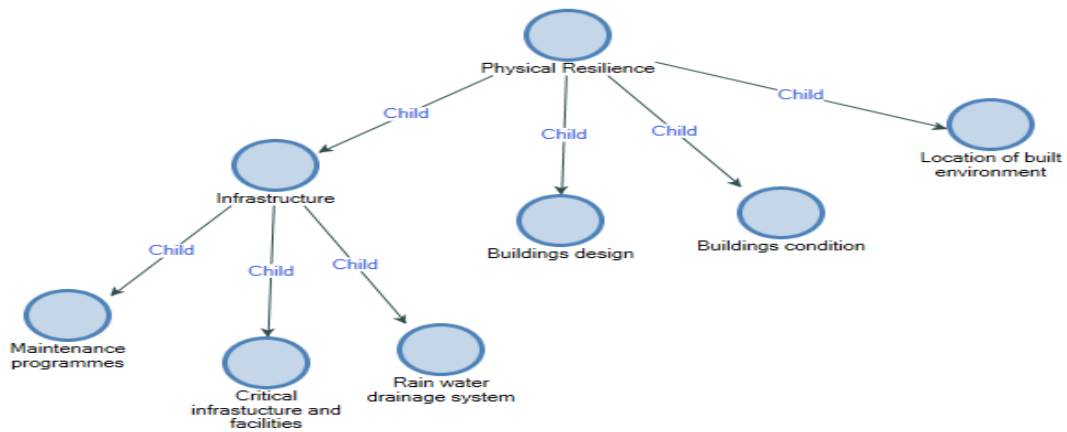 Physical Resilience
Child
Child
Child
Child
Location of built
environment
Infrastructure
Buildings design
Buildings condition
Child
Child
Child
Maintenance
programmes
Rain water
drainage system
Critical
infrastucture and
facilities